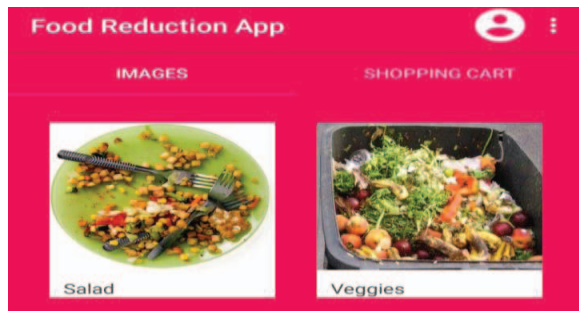 Food Reduction App
IMAGES
SHOPPING CART
Salad
Veggies